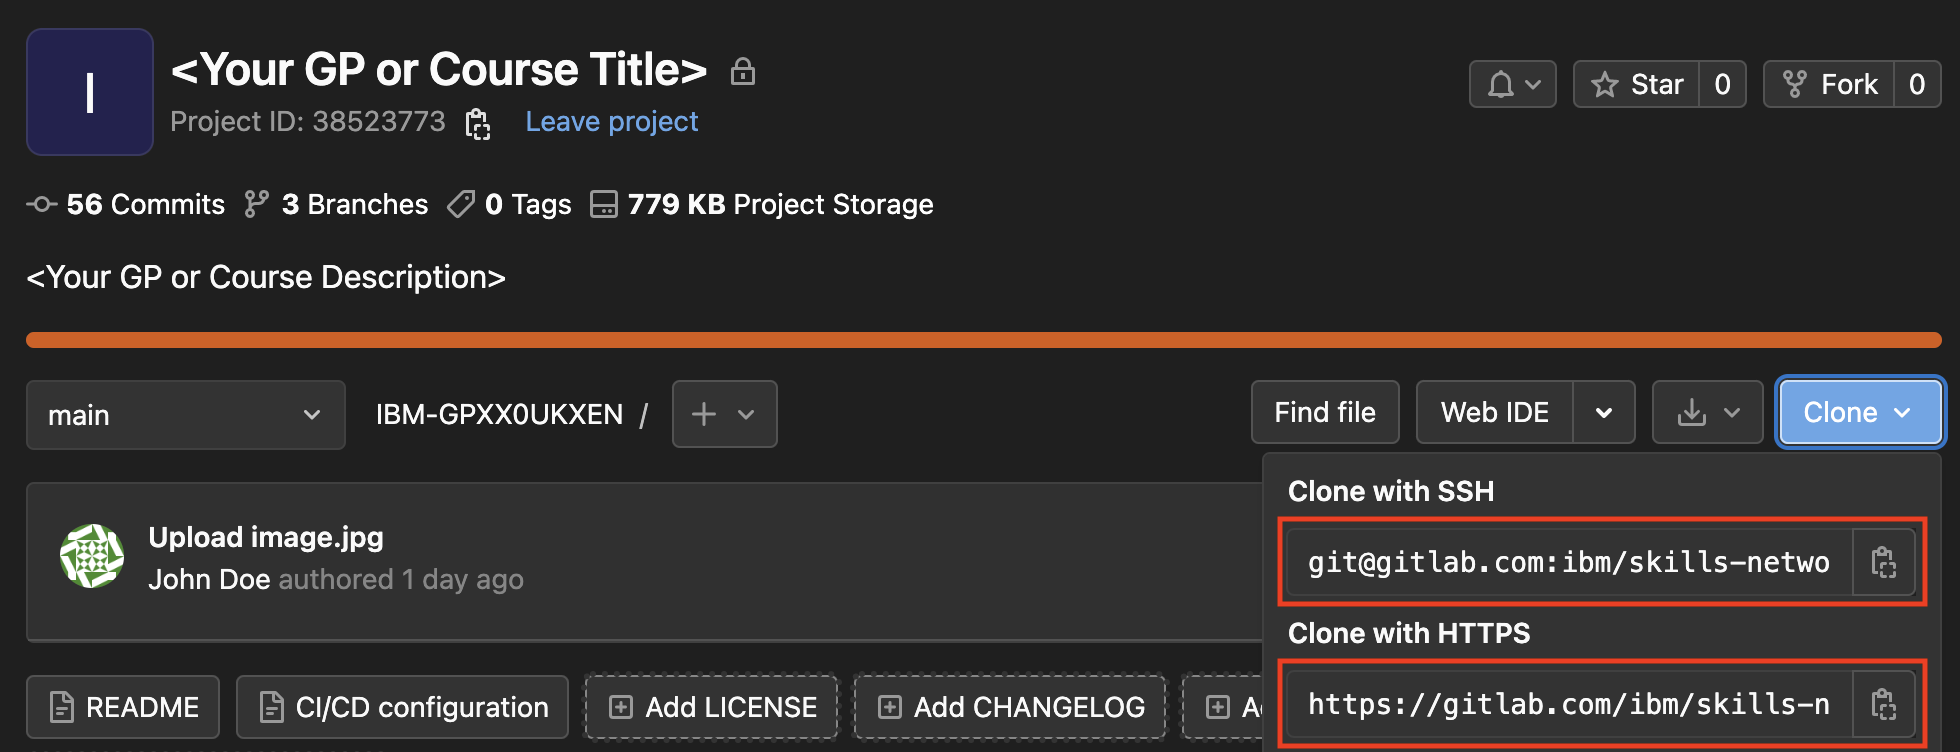 I
<Your GP or Course Title>
Project ID: 38523773 Leave project
Star 0 Fork 0
56 Commits 3 Branches 0 Tags 779 KB Project Storage
<Your GP or Course Description>
main IBM-GPXX0UKXEN / Find file Web IDE Clone
Clone with SSH
git@gitlab.com:ibm/skills-netwo
Clone with HTTPS
https://gitlab.com/ibm/skills-n
Upload image.jpg
John Doe authored 1 day ago
README CI/CD configuration Add LICENSE Add CHANGELOG